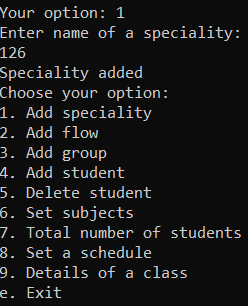 Your option: 1
Enter name of a speciality:
126
Speciality added
Choose your option:
1. Add speciality
2. Add flow
3. Add group
4. Add student
5. Delete student
6. Set subjects
7. Total number of students
8. Set a schedule
9. Details of a class
e. Exit